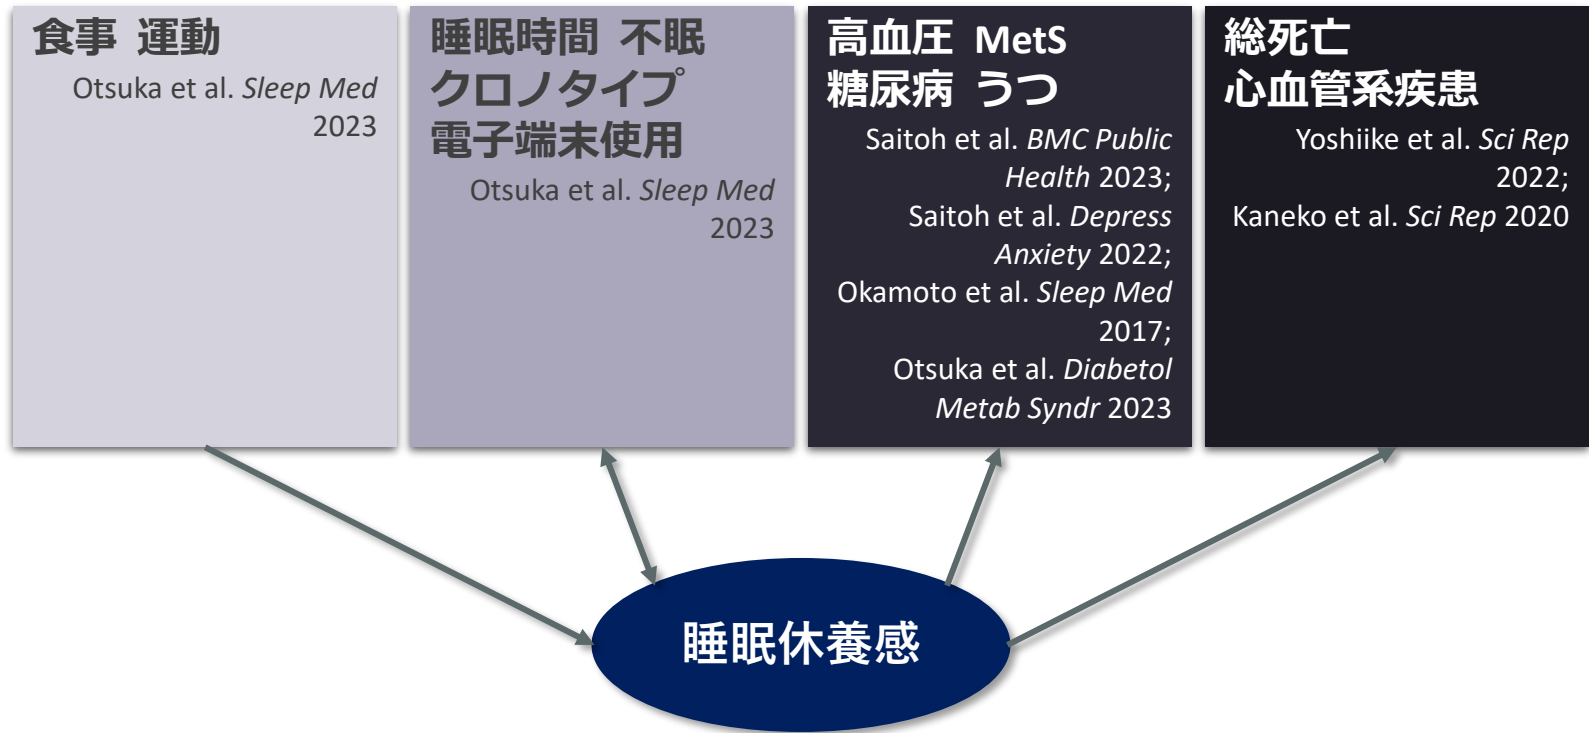 食事 運動
Otsuka et al. Sleep Med
2023
睡眠時間 不眠
クロノタイプ
電子端末使用
Otsuka et al. Sleep Med
2023
高血圧 MetS
糖尿病 うつ
Saitoh et al. BMC Public
Health 2023;
Saitoh et al. Depress
Anxiety 2022;
Okamoto et al. Sleep Med
2017;
Otsuka et al. Diabetol
Metab Syndr 2023
総死亡
心血管系疾患
Yoshiike et al. Sci Rep
2022;
Kaneko et al. Sci Rep 2020
睡眠休養感